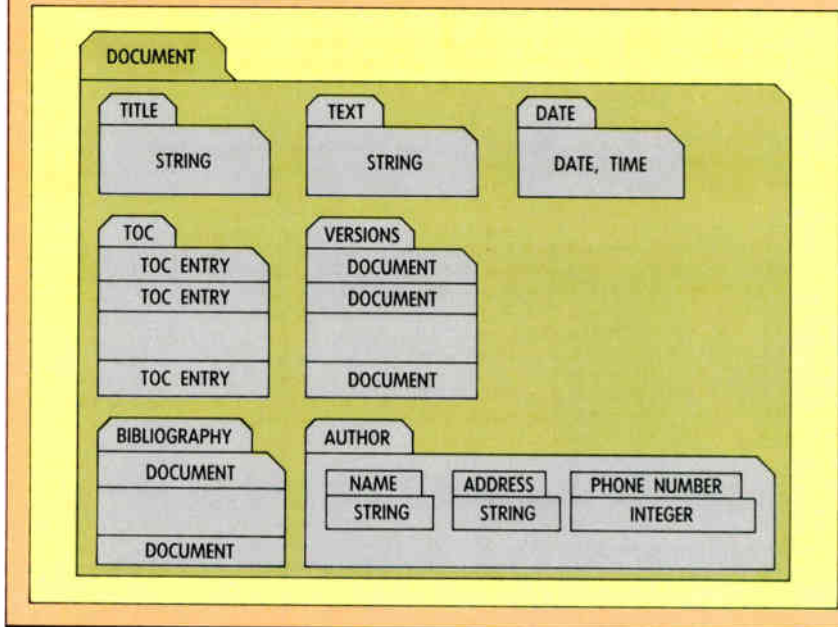 DOCUMENT
TITLE
STRING
TEXT
STRING
DATE
DATE, TIME
TOC
TOC ENTRY
TOC ENTRY
TOC ENTRY
VERSIONS
DOCUMENT
DOCUMENT
DOCUMENT
BIBLIOGRAPHY
DOCUMENT
DOCUMENT
AUTHOR
NAME
STRING
ADDRESS
STRING
PHONE NUMBER
INTEGER